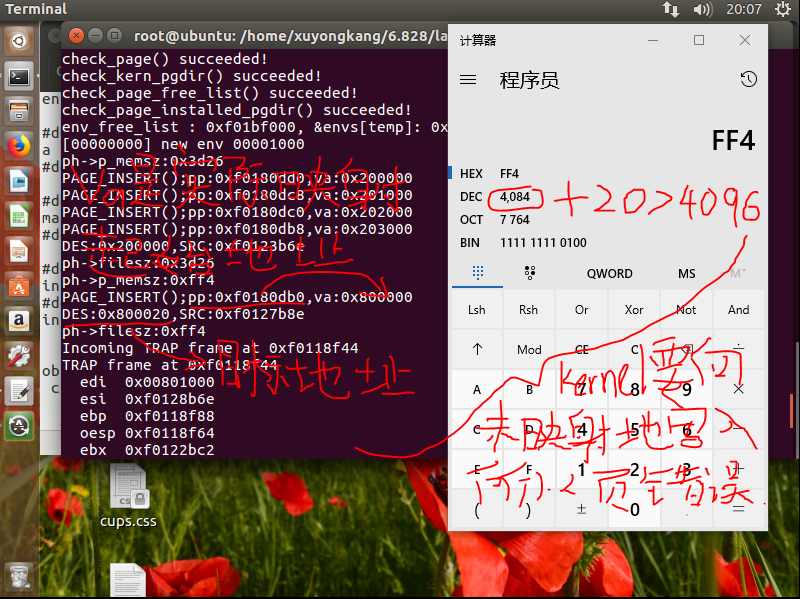 Terminal
20:07
root@ubuntu: /home/xuyongkang/6.828/la
计算器
程序员
FF4
HEX FF4
DEC 4,084
OCT 7 764
BIN 1111 1111 0100
QWORD MS M
Lsh Rsh Or Xor Not And
↑ Mod CE C ÷
A B 7 8 9 ×
C D 4 5 6 −
E F 1 2 3 +
( ) ± 0 . =
+20>4096
check_page() succeeded!
check_kern_pgdir() succeeded!
check_page_free_list() succeeded!
check_page_installed_pgdir() succeeded!
env_free_list : 0xf01bf000, &envs[temp]: 0x
[00000000] new env 00001000
ph->p_memsz:0x3d26
PAGE_INSERT();pp:0xf0180dd0,va:0x200000
PAGE_INSERT();pp:0xf0180dc8,va:0x201000
PAGE_INSERT();pp:0xf0180dc0,va:0x202000
PAGE_INSERT();pp:0xf0180db8,va:0x203000
DES:0x200000,SRC:0xf0123b6e
ph->filesz:0x3d26
ph->p_memsz:0xff4
PAGE_INSERT();pp:0xf0180db0,va:0x800000
DES:0x800020,SRC:0xf0127b8e
ph->filesz:0xff4
Incoming TRAP frame at 0xf0118f44
TRAP frame at 0xf0118f44
edi 0x00801000
esi 0xf0128b6e
ebp 0xf0118f88
oesp 0xf0118f64
ebx 0xf0122bc2
地址
目标地址
kernel要向
未映射地写入
页错误
en
#d
a
#d
#d
ma
#d
#d
in
#d
in
ob
c
cups.css